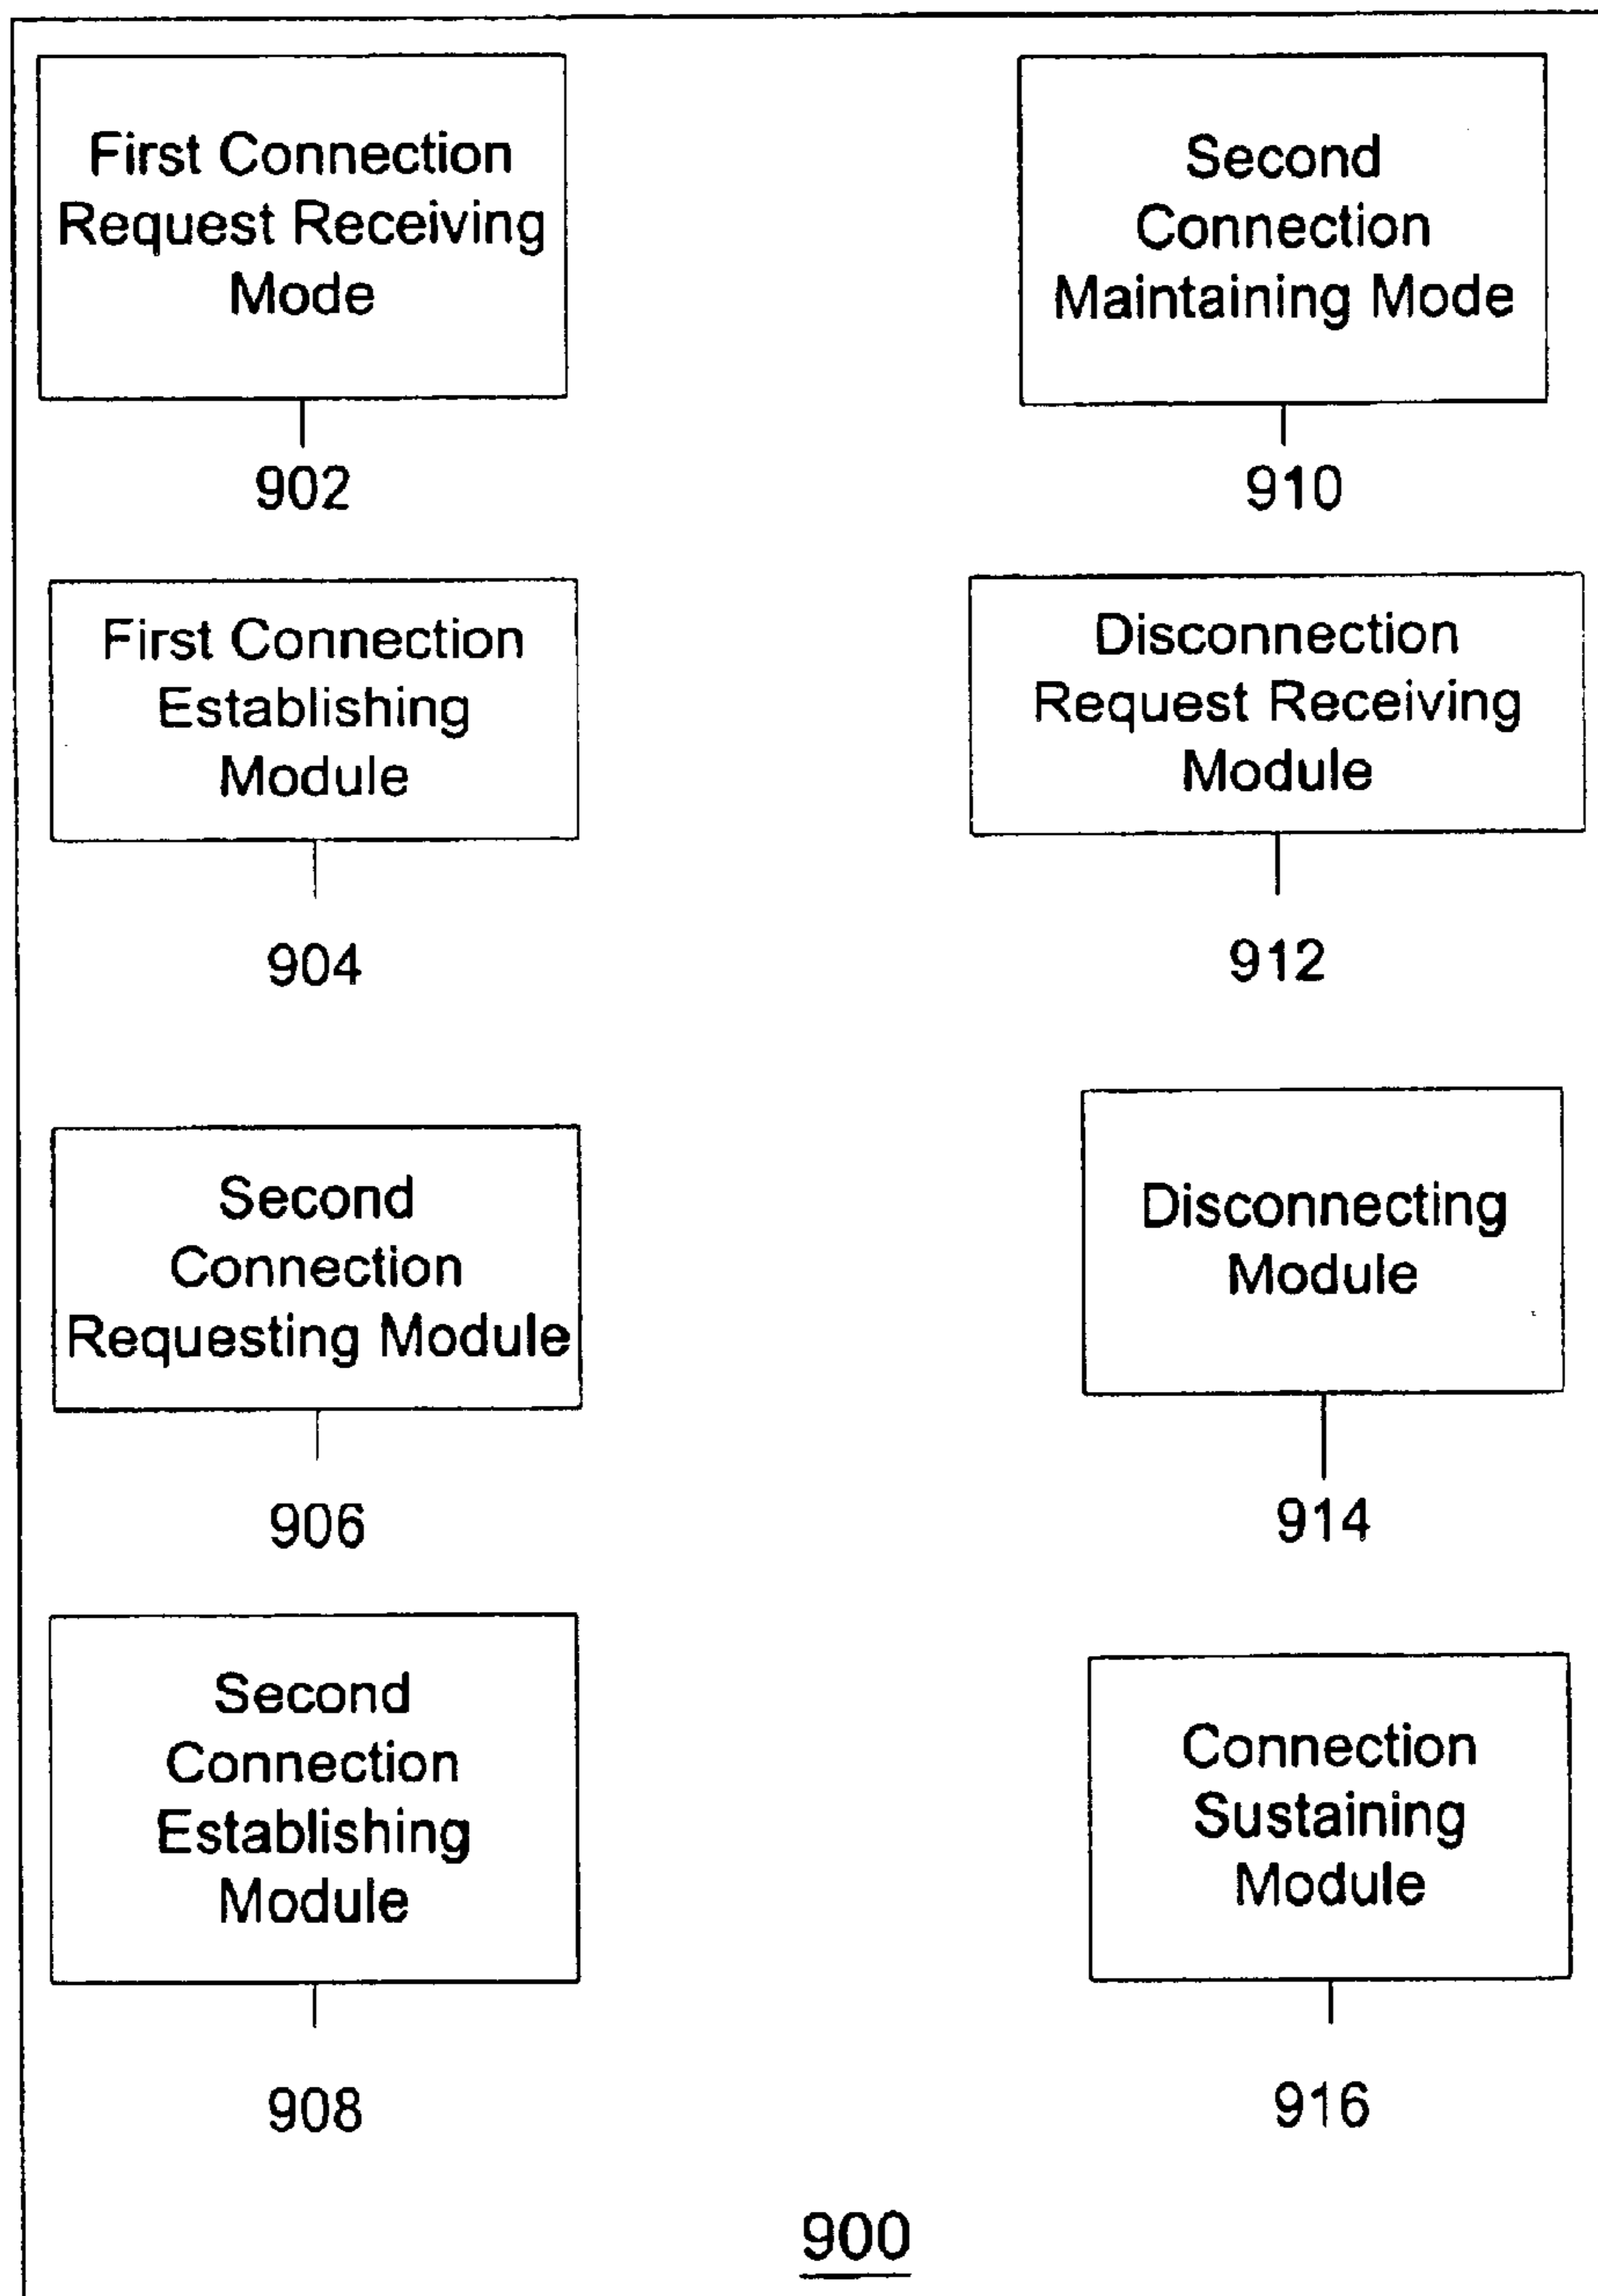 First Connection
Request Receiving
Mode
902
First Connection
Establishing
Module
904
Second
Connection
Requesting Module
906
Second
Connection
Establishing
Module
908
Second
Connection
Maintaining Mode
910
Disconnection
Request Receiving
Module
912
Disconnecting
Module
914
Connection
Sustaining
Module
916
900